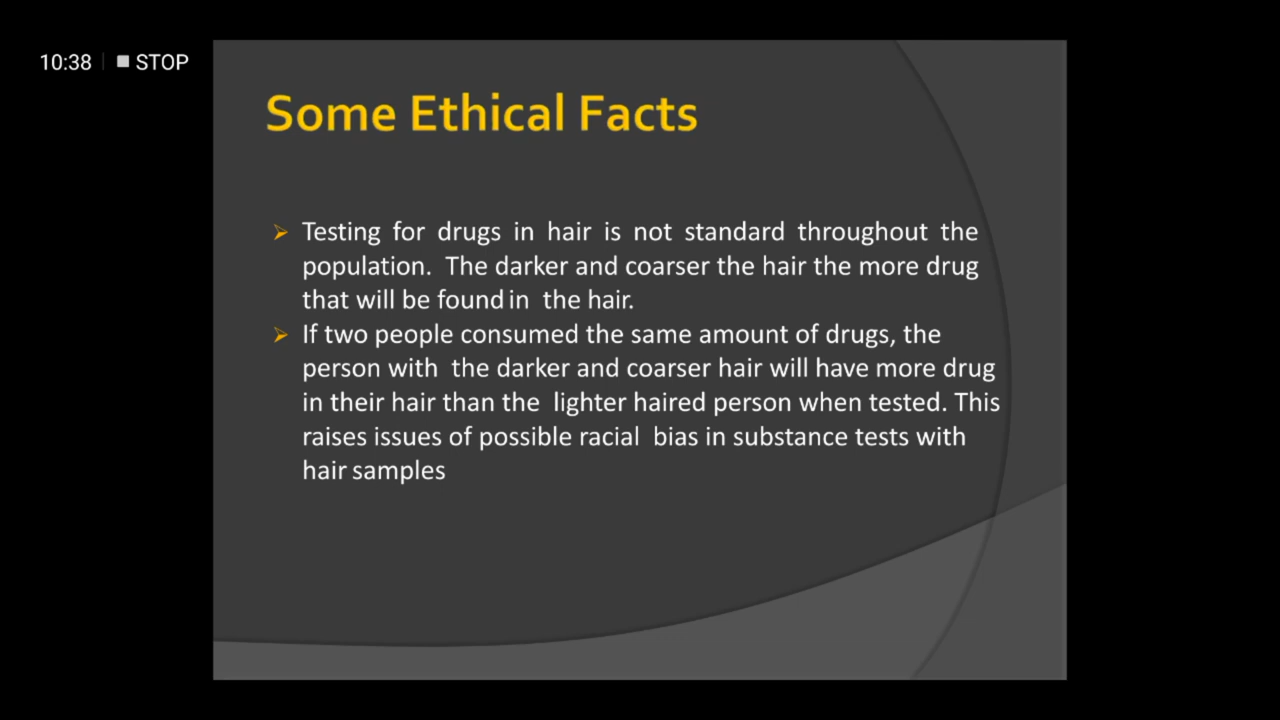 10:38 STOP
Some Ethical Facts
Testing for drugs in hair is not standard throughout the
population. The darker and coarser the hair the more drug
that will be found in the hair.
If two people consumed the same amount of drugs, the
person with the darker and coarser hair will have more drug
in their hair than the lighter haired person when tested. This
raises issues of possible racial bias in substance tests with
hair samples